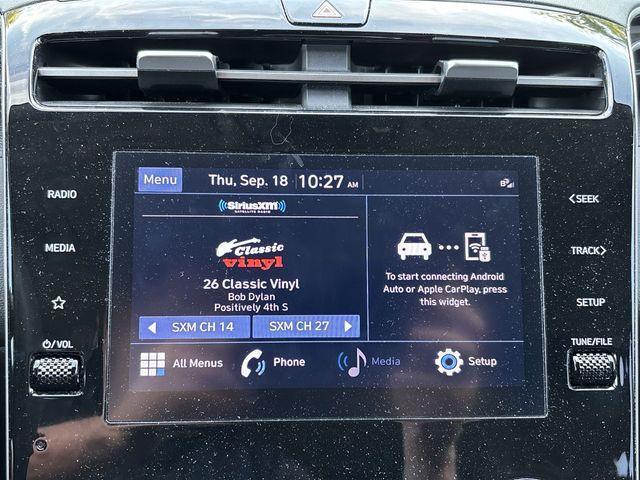 Menu Thu, Sep. 18 10:27 AM
RADIO
MEDIA
VOL
SEEK
TRACK
SETUP
TUNE/FILE
SiriusXM
SATELLITE RADIO
Classic
vinyl
26 Classic Vinyl
Bob Dylan
Positively 4th S
SXM CH 14 SXM CH 27
To start connecting Android
Auto or Apple CarPlay, press
this widget.
All Menus Phone Media Setup